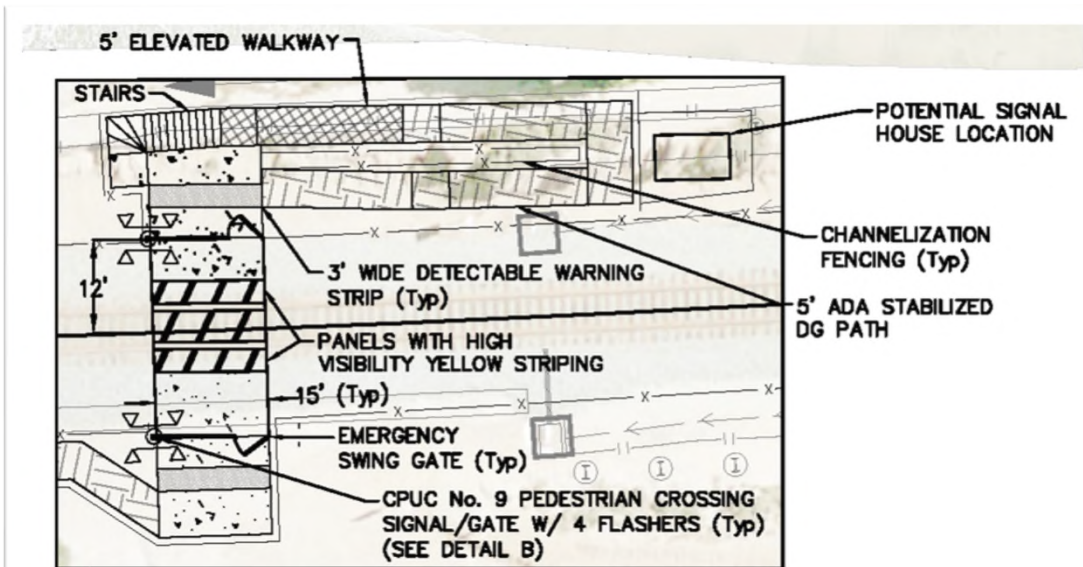 5' ELEVATED WALKWAY
STAIRS
POTENTIAL SIGNAL
HOUSE LOCATION
CHANNELIZATION
FENCING (Typ)
12'
3' WIDE DETECTABLE WARNING
STRIP (Typ)
5' ADA STABILIZED
DG PATH
PANELS WITH HIGH
VISIBILITY YELLOW STRIPING
15' (Typ)
EMERGENCY
SWING GATE (Typ)
I I I
CPUC No. 9 PEDESTRIAN CROSSING
SIGNAL/GATE W/ 4 FLASHERS (Typ)
(SEE DETAIL B)